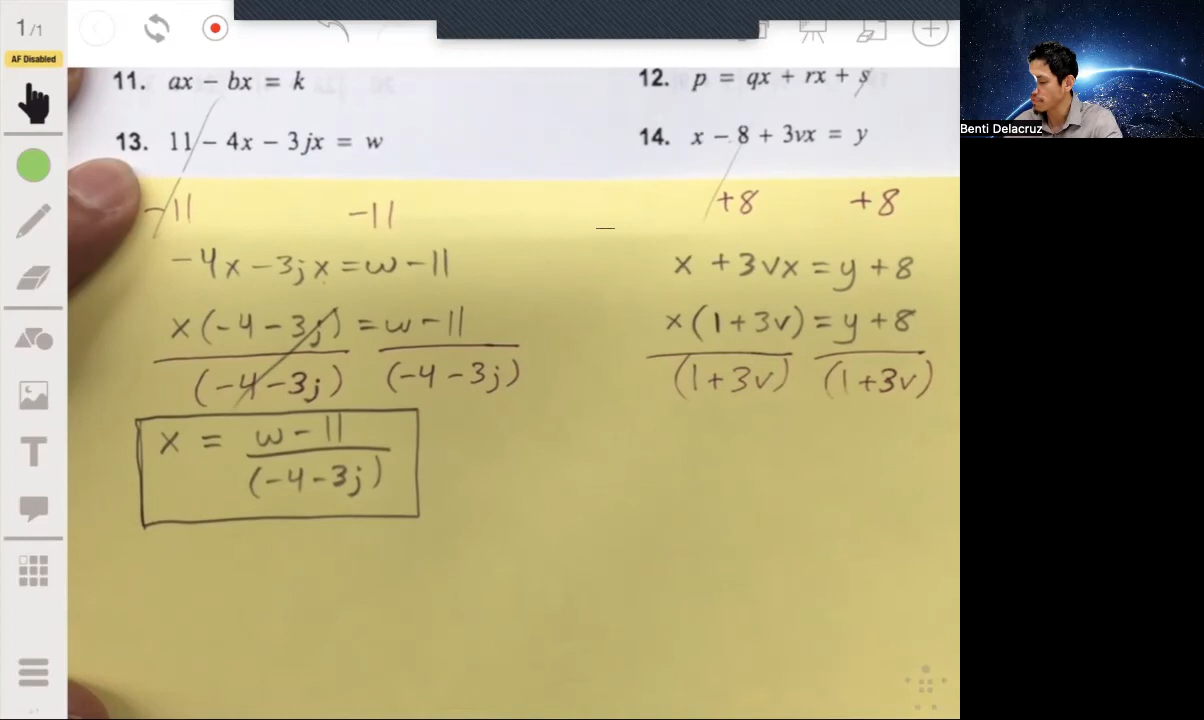 1/1
AF Disabled
Benti Delacruz
11. ax − bx = k
12. p = qx + rx + s
13. 11 − 4x − 3jx = w
14. x − 8 + 3vx = y
−11 −11
+8 +8
−4x − 3jx = w − 11
x + 3vx = y + 8
x(−4 − 3j) = w − 11
x(1 + 3v) = y + 8
(−4 − 3j) (−4 − 3j)
(1 + 3v) (1 + 3v)
x = w − 11
(−4 − 3j)
T